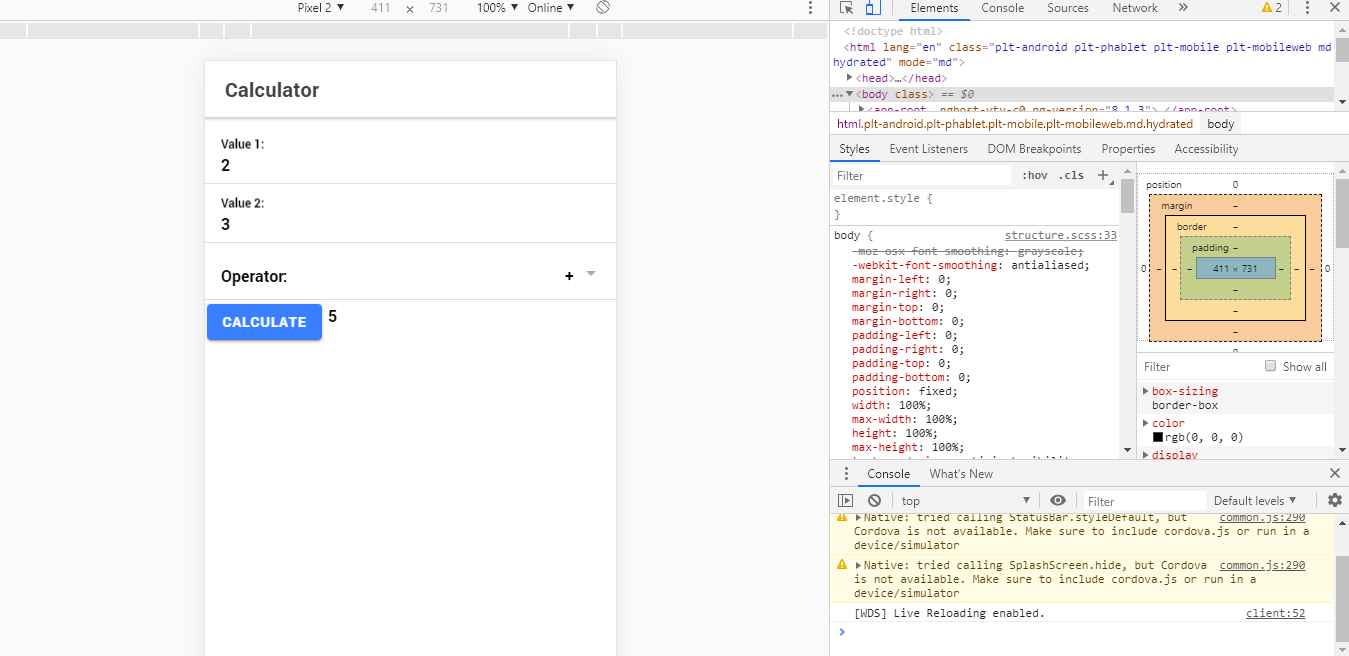 Pixel 2 ▼ 411 × 731 100% ▼ Online ▼
Calculator
Value 1:
2
Value 2:
3
Operator: +
CALCULATE 5
Elements Console Sources Network » 2
<!doctype html>
<html lang="en" class="plt-android plt-phablet plt-mobile plt-mobileweb md
hydrated" mode="md">
<head>…</head>
…<body class> == $0
html.plt-android.plt-phablet.plt-mobile.plt-mobileweb.md.hydrated body
Styles Event Listeners DOM Breakpoints Properties Accessibility
Filter :hov .cls +
element.style {
}
body { structure.scss:33
-moz-osx-font-smoothing: grayscale;
-webkit-font-smoothing: antialiased;
margin-left: 0;
margin-right: 0;
margin-top: 0;
margin-bottom: 0;
padding-left: 0;
padding-right: 0;
padding-top: 0;
padding-bottom: 0;
position: fixed;
width: 100%;
max-width: 100%;
height: 100%;
max-height: 100%;
position 0
margin –
border –
padding –
0 – – – 411 × 731 – – – 0
–
–
–
Filter Show all
box-sizing
border-box
color
rgb(0, 0, 0)
display
Console What's New
top ▼ Filter Default levels ▼
Native: tried calling StatusBar.styleDefault, but common.js:290
Cordova is not available. Make sure to include cordova.js or run in a
device/simulator
Native: tried calling SplashScreen.hide, but Cordova common.js:290
is not available. Make sure to include cordova.js or run in a
device/simulator
[WDS] Live Reloading enabled. client:52